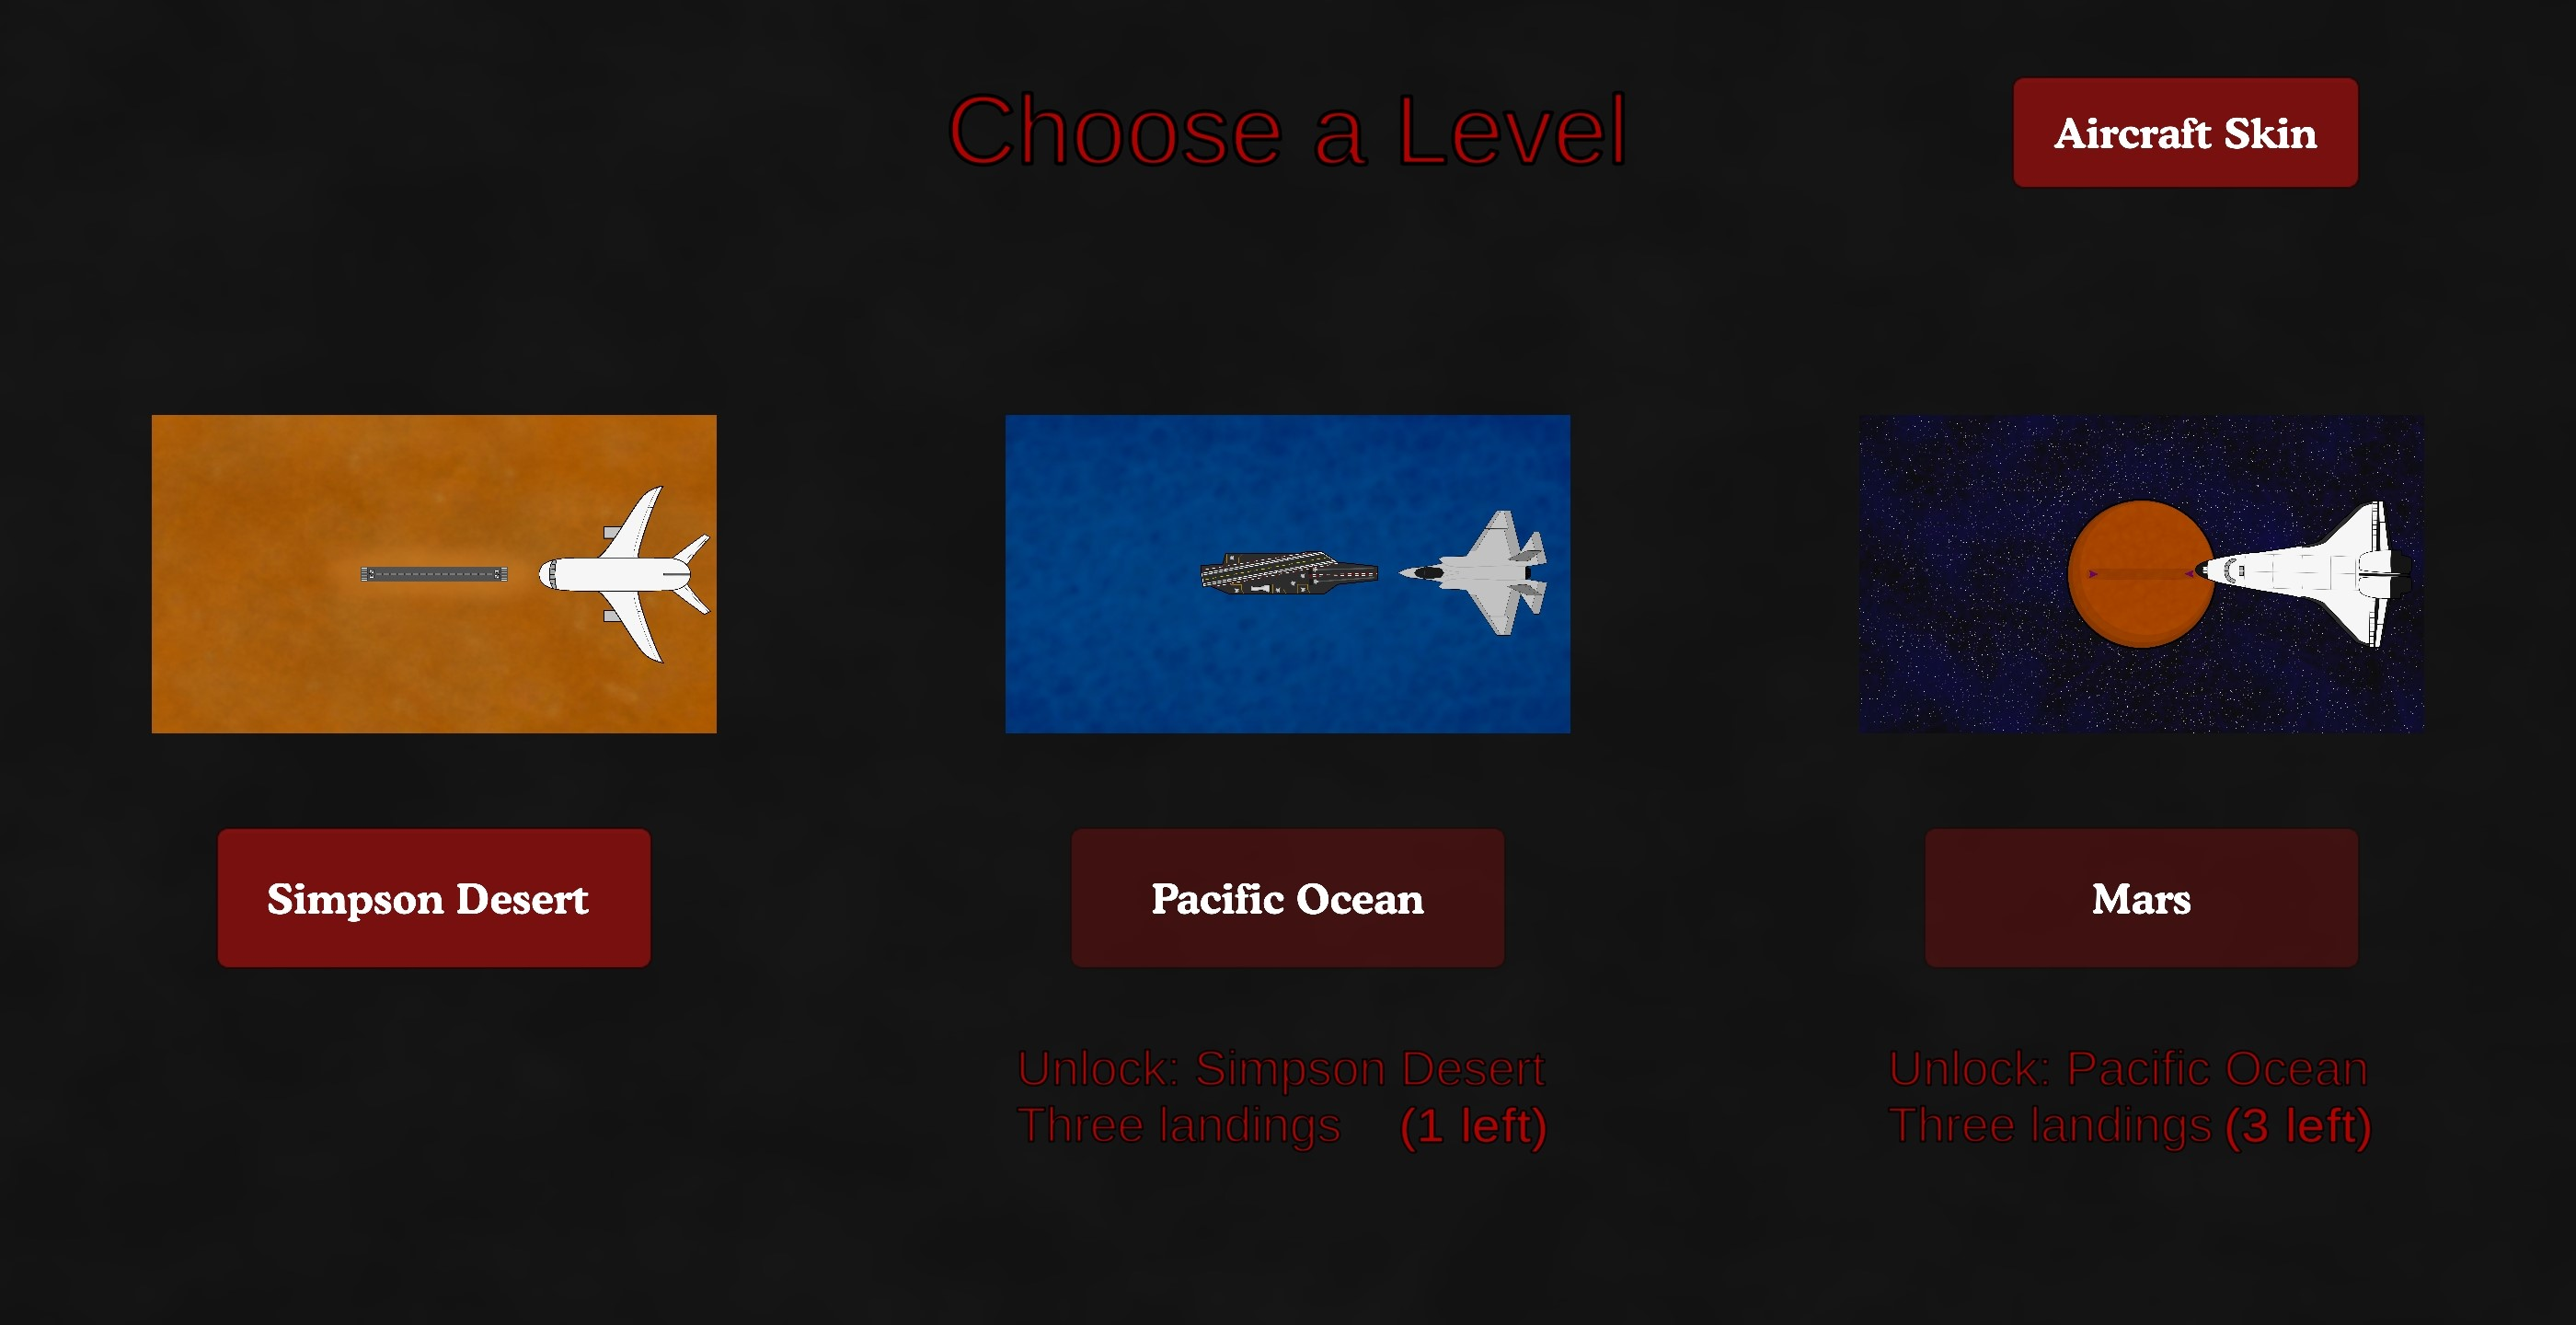 Choose a Level
Aircraft Skin
Simpson Desert
Pacific Ocean
Mars
Unlock: Simpson Desert
Three landings (1 left)
Unlock: Pacific Ocean
Three landings (3 left)